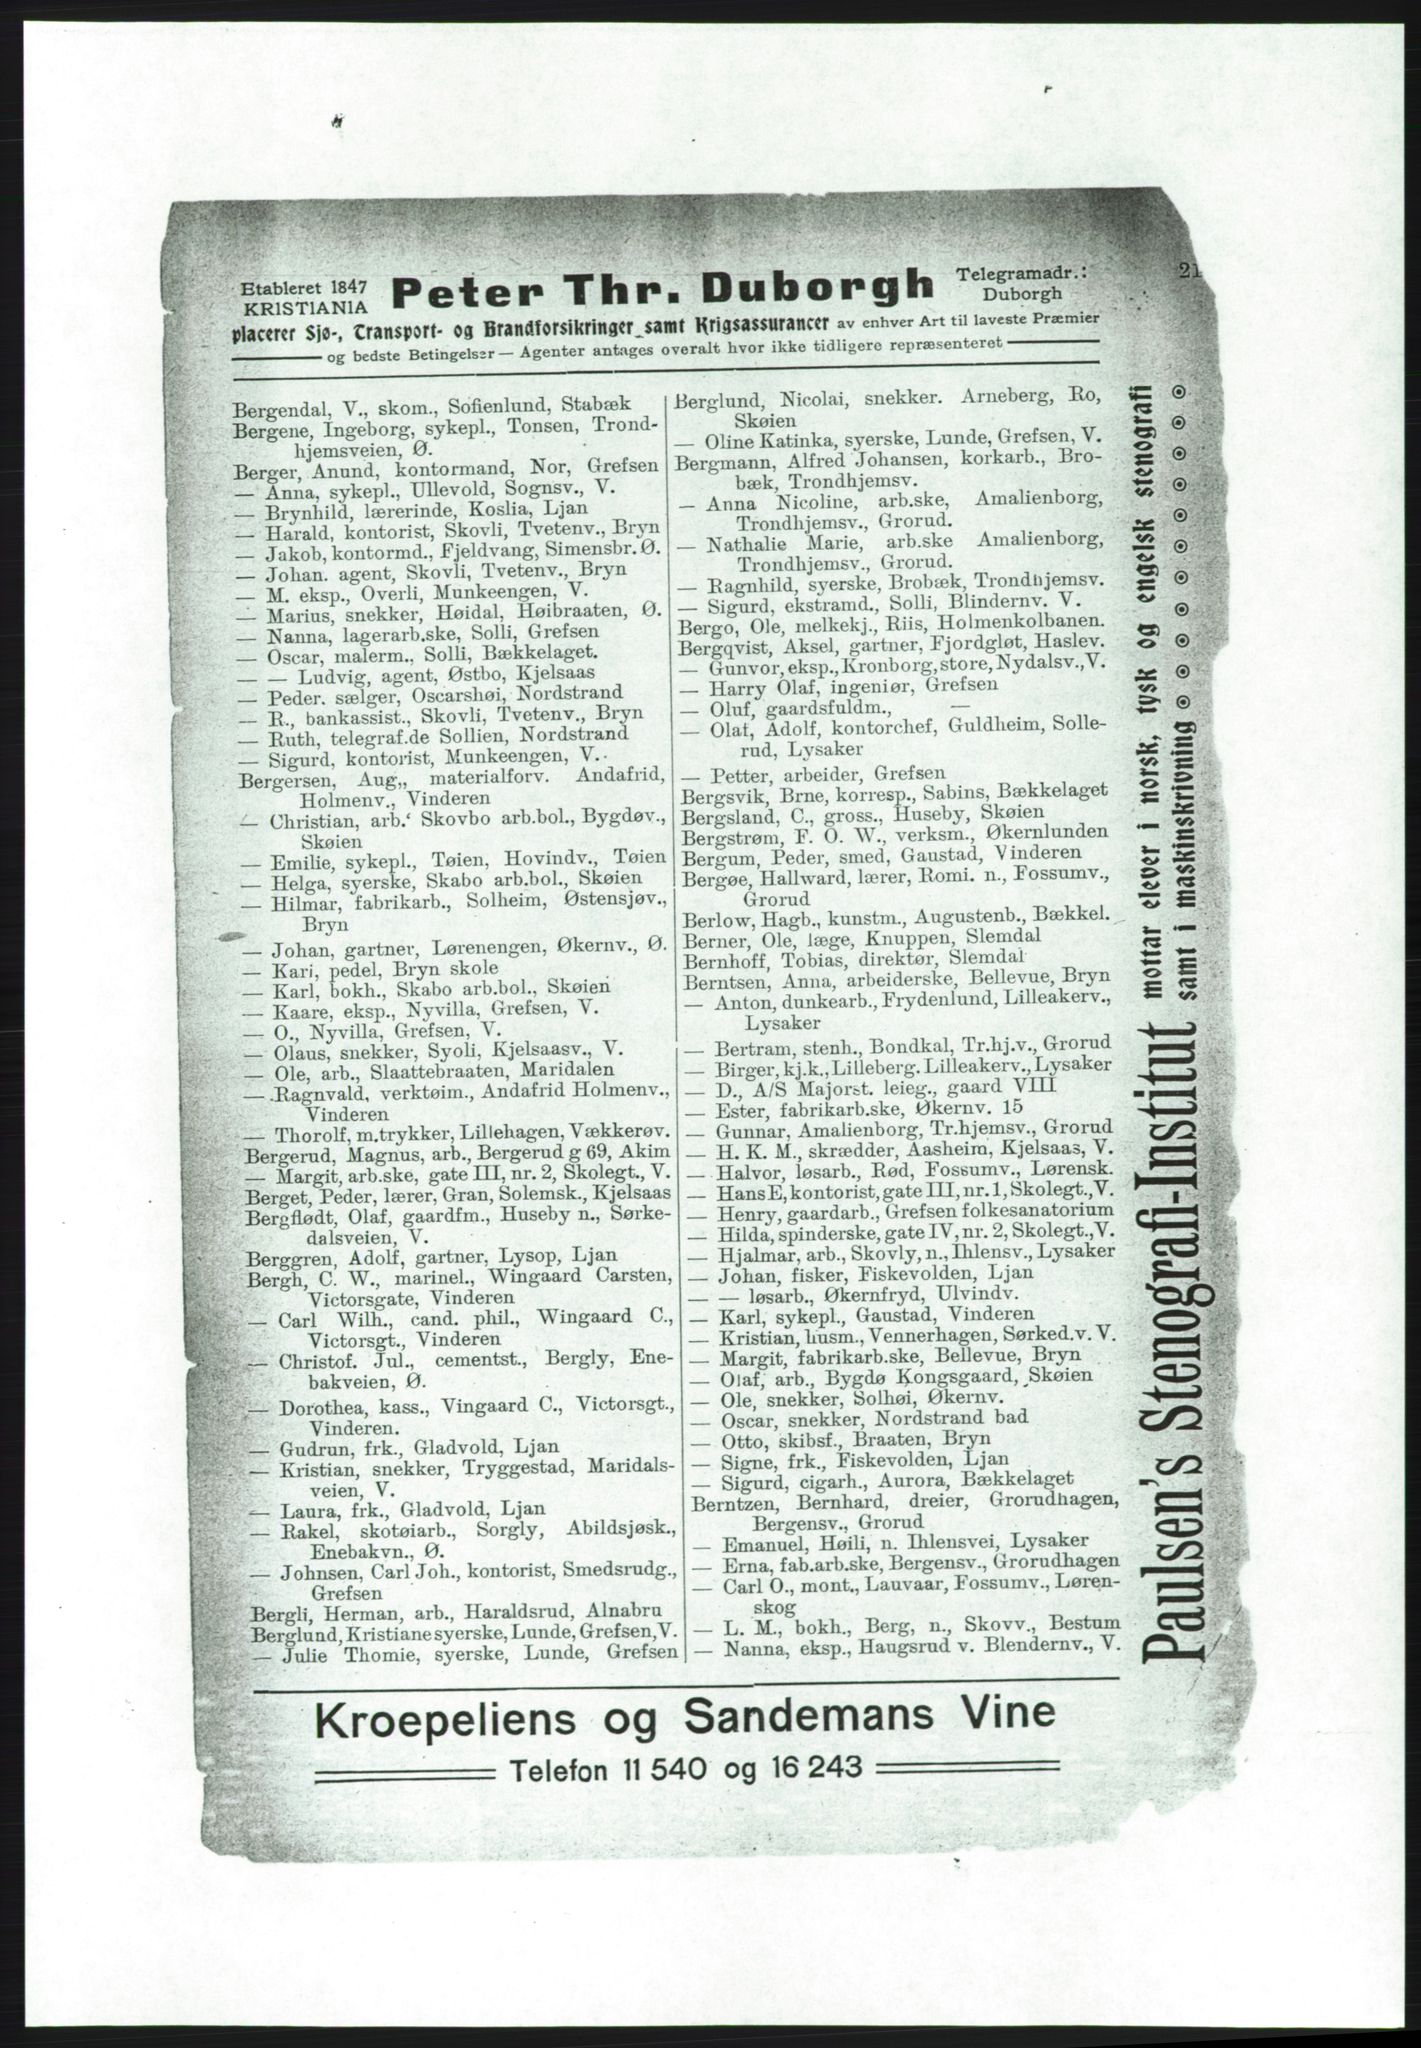 21
Etableret 1847
KRISTIANIA
Peter Thr. Duborgh
Telegramadr.:
Duborgh
placerer Sjø-, Transport- og Brandforsikringer samt Krigsassurancer av enhver Art til laveste Præmier
og bedste Betingelser — Agenter antages overalt hvor ikke tidligere repræsenteret
Bergendal, V., skom., Sofienlund, Stabæk
Bergene, Ingeborg, sykepl., Tonsen, Trond-
hjemsveien, Ø.
Berger, Anund, kontormand, Nor, Grefsen
— Anna, sykepl., Ullevold, Sognsv., V.
— Brynhild, lærerinde, Koslia, Ljan
— Harald, kontorist, Skovli, Tvetenv., Bryn
— Jakob, kontormd., Fjeldvang, Simensbr. Ø.
— Johan. agent, Skovli, Tvetenv., Bryn
— M. eksp., Overli, Munkeengen, V.
— Marius, snekker, Høidal, Høibraaten, Ø.
— Nanna, lagerarb.ske, Solli, Grefsen
— Oscar, malerm., Solli, Bækkelaget.
— — Ludvig, agent, Østbo, Kjelsaas
— Peder. sælger, Oscarshøi, Nordstrand
— R., bankassist., Skovli, Tvetenv., Bryn
— Ruth, telegraf.de Sollien, Nordstrand
— Sigurd, kontorist, Munkeengen, V.
Bergersen, Aug., materialforv. Andafrid,
Holmenv., Vinderen
— Christian, arb.' Skovbo arb.bol., Bygdøv.,
Skøien
— Emilie, sykepl., Tøien, Hovindv., Tøien
— Helga, syerske, Skabo arb.bol., Skøien
— Hilmar, fabrikarb., Solheim, Østensjøv.,
Bryn
— Johan, gartner, Lørenengen, Økernv., Ø.
— Kari, pedel, Bryn skole
— Karl, bokh., Skabo arb.bol., Skøien
— Kaare, eksp., Nyvilla, Grefsen, V.
— O., Nyvilla, Grefsen, V.
— Olaus, snekker, Syoli, Kjelsaasv., V.
— Ole, arb., Slaattebraaten, Maridalen
— Ragnvald, verktøim., Andafrid Holmenv.,
Vinderen
— Thorolf, m.trykker, Lillehagen, Vækkerøv.
Bergerud, Magnus, arb., Bergerud g 69, Akim
— Margit, arb.ske, gate III, nr. 2, Skolegt., V.
Berget, Peder, lærer, Gran, Solemsk., Kjelsaas
Bergflødt, Olaf, gaardfm., Huseby n., Sørke-
dalsveien, V.
Berggren, Adolf, gartner, Lysop, Ljan
Bergh, C. W., marinel., Wingaard Carsten,
Victorsgate, Vinderen
— Carl Wilh., cand. phil., Wingaard C.,
Victorsgt., Vinderen
— Christof. Jul., cementst., Bergly, Ene-
bakveien, Ø.
— Dorothea, kass., Vingaard C., Victorsgt.,
Vinderen.
— Gudrun, frk., Gladvold, Ljan
— Kristian, snekker, Tryggestad, Maridals-
veien, V.
— Laura, frk., Gladvold, Ljan
— Rakel, skotøiarb., Sorgly, Abildsjøsk.,
Enebakvn., Ø.
— Johnsen, Carl Joh., kontorist, Smedsrudg.,
Grefsen
Bergli, Herman, arb., Haraldsrud, Alnabru
Berglund, Kristiane syerske, Lunde, Grefsen, V.
— Julie Thomie, syerske, Lunde, Grefsen
Berglund, Nicolai, snekker. Arneberg, Ro,
Skøien
— Oline Katinka, syerske, Lunde, Grefsen, V.
Bergmann, Alfred Johansen, korkarb., Bro-
bæk, Trondhjemsv.
— Anna Nicoline, arb.ske, Amalienborg,
Trondhjemsv., Grorud.
— Nathalie Marie, arb.ske Amalienborg,
Trondhjemsv., Grorud.
— Ragnhild, syerske, Brobæk, Trondhjemsv.
— Sigurd, ekstramd., Solli, Blindernv. V.
Bergo, Ole, melkekj., Riis, Holmenkolbanen.
Bergqvist, Aksel, gartner, Fjordgløt, Haslev.
— Gunvor, eksp., Kronborg, store, Nydalsv., V.
— Harry Olaf, ingeniør, Grefsen
— Oluf, gaardsfuldm., —
— Olaf, Adolf, kontorchef, Guldheim, Solle-
rud, Lysaker
— Petter, arbeider, Grefsen
Bergsvik, Brne, korresp., Sabins, Bækkelaget
Bergsland, C., gross., Huseby, Skøien
Bergstrøm, F. O. W., verksm., Økernlunden
Bergum, Peder, smed, Gaustad, Vinderen
Bergøe, Hallward, lærer, Romi. n., Fossumv.,
Grorud
Berlow, Hagb., kunstm., Augustenb., Bækkel.
Berner, Ole, læge, Knuppen, Slemdal
Bernhoff, Tobias, direktør, Slemdal
Berntsen, Anna, arbeiderske, Bellevue, Bryn
— Anton, dunkearb., Frydenlund, Lilleakerv.,
Lysaker
— Bertram, stenh., Bondkal, Tr.hj.v., Grorud
— Birger, kj.k., Lilleberg. Lilleakerv., Lysaker
— D., A/S Majorst. leieg., gaard VIII
— Ester, fabrikarb.ske, Økernv. 15
— Gunnar, Amalienborg, Tr.hjemsv., Grorud
— H. K. M., skrædder, Aasheim, Kjelsaas, V.
— Halvor, løsarb., Rød, Fossumv., Lørensk.
— Hans E, kontorist, gate III, nr. 1, Skolegt., V.
— Henry, gaardarb., Grefsen folkesanatorium
— Hilda, spinderske, gate IV, nr. 2, Skolegt., V.
— Hjalmar, arb., Skovly, n., Ihlensv., Lysaker
— Johan, fisker, Fiskevolden, Ljan
— — løsarb., Økernfryd, Ulvindv.
— Karl, sykepl., Gaustad, Vinderen
— Kristian, husm., Vennerhagen, Sørked.v. V.
— Margit, fabrikarb.ske, Bellevue, Bryn
— Olaf, arb., Bygdø Kongsgaard, Skøien
— Ole, snekker, Solhøi, Økernv.
— Oscar, snekker, Nordstrand bad
— Otto, skibsf., Braaten, Bryn
— Signe, frk., Fiskevolden, Ljan
— Sigurd, cigarh., Aurora, Bækkelaget
Berntzen, Bernhard, dreier, Grorudhagen,
Bergensv., Grorud
— Emanuel, Høili, n. Ihlensvei, Lysaker
— Erna, fab.arb.ske, Bergensv., Grorudhagen
— Carl O., mont., Lauvaar, Fossumv., Løren-
skog
— L. M., bokh., Berg, n., Skovv., Bestum
— Nanna, eksp., Haugsrud v. Blendernv., V.
Paulsen's Stenografi-Institut
mottar elever i norsk, tysk og engelsk stenografi
samt i maskinskrivning
Kroepeliens og Sandemans Vine
Telefon 11 540 og 16 243